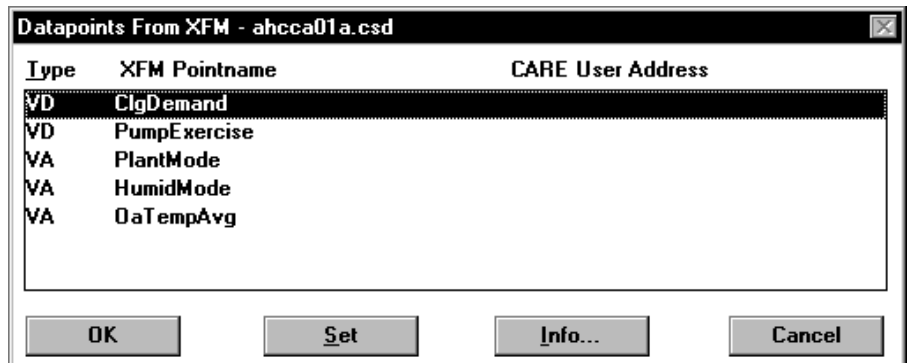 Datapoints From XFM - ahcca01a.csd
Type XFM Pointname CARE User Address
VD ClgDemand
VD PumpExercise
VA PlantMode
VA HumidMode
VA OaTempAvg
OK Set Info... Cancel